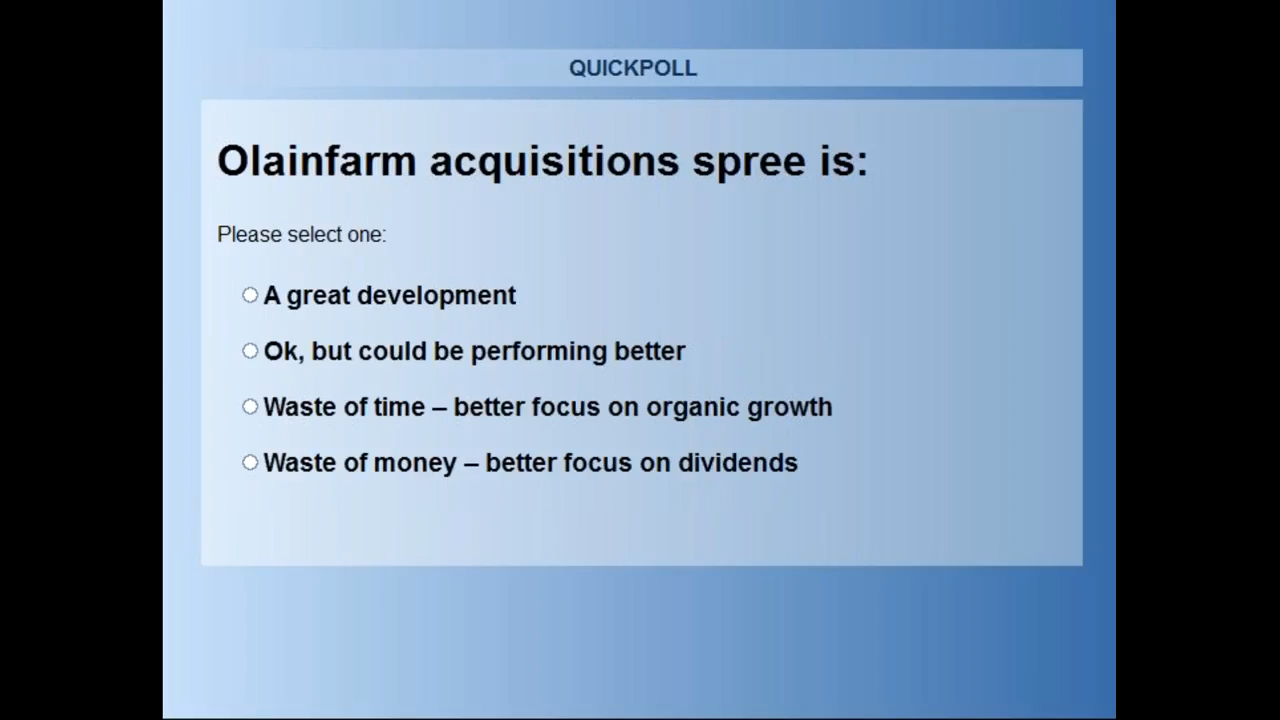 QUICKPOLL
Olainfarm acquisitions spree is:
Please select one:
A great development
Ok, but could be performing better
Waste of time – better focus on organic growth
Waste of money – better focus on dividends